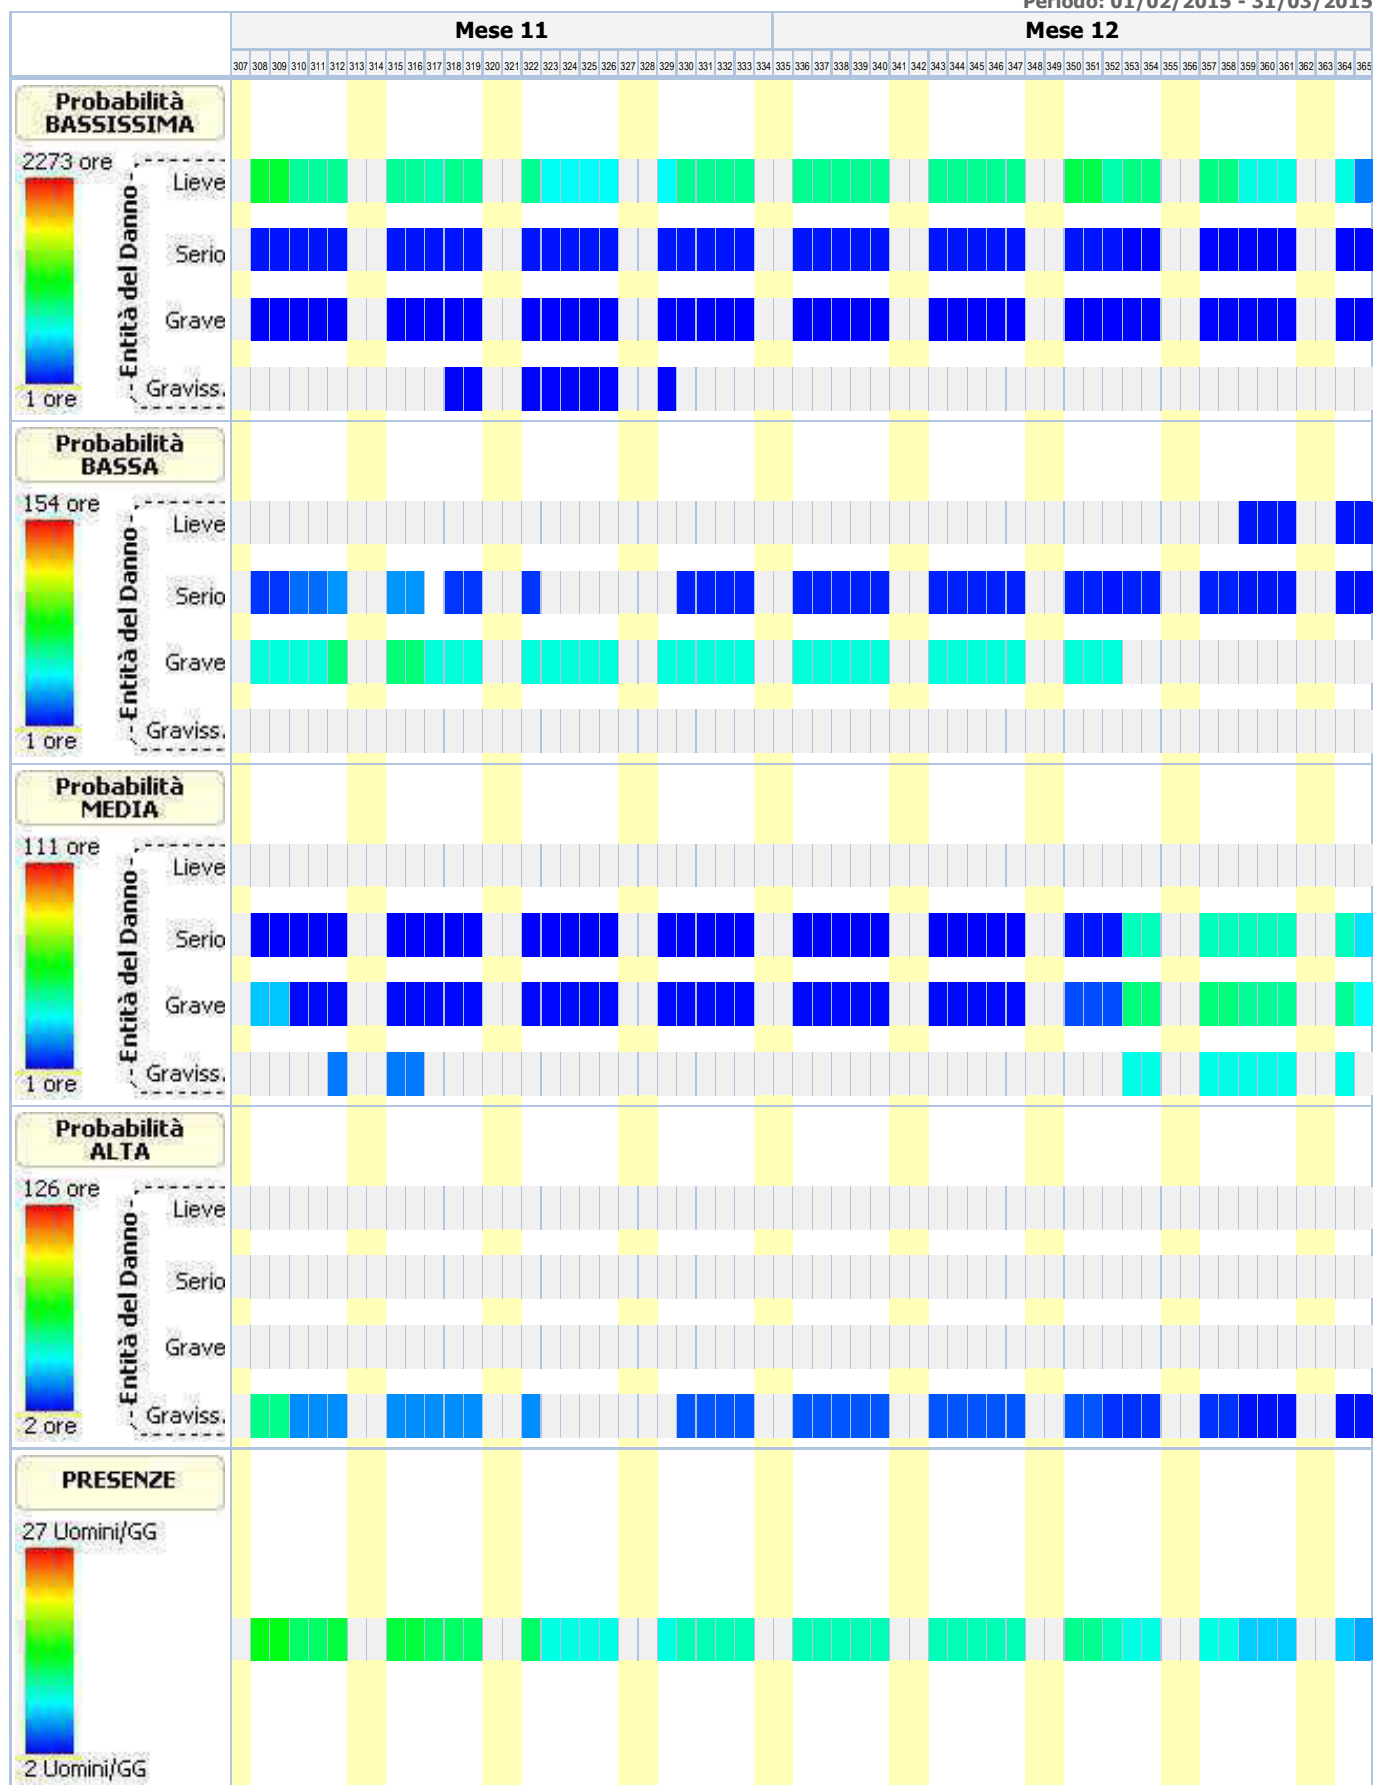 Periodo: 01/02/2015 - 31/03/2015
Mese 11 Mese 12
307 308 309 310 311 312 313 314 315 316 317 318 319 320 321 322 323 324 325 326 327 328 329 330 331 332 333 334 335 336 337 338 339 340 341 342 343 344 345 346 347 348 349 350 351 352 353 354 355 356 357 358 359 360 361 362 363 364 365
Probabilità
BASSISSIMA
2273 ore
Entità del Danno
Lieve
Serio
Grave
Graviss.
1 ore
Probabilità
BASSA
154 ore
Entità del Danno
Lieve
Serio
Grave
Graviss.
1 ore
Probabilità
MEDIA
111 ore
Entità del Danno
Lieve
Serio
Grave
Graviss.
1 ore
Probabilità
ALTA
126 ore
Entità del Danno
Lieve
Serio
Grave
Graviss.
2 ore
PRESENZE
27 Uomini/GG
2 Uomini/GG